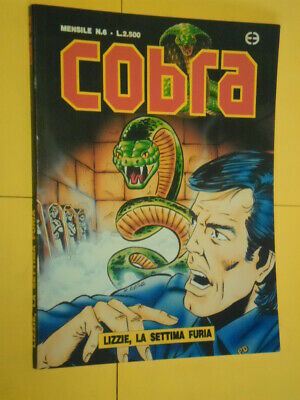 MENSILE N.6 - L.2.500
COBRA
LIZZIE, LA SETTIMA FURIA